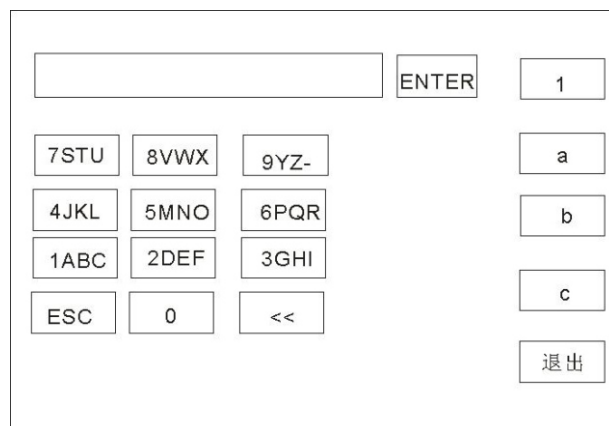 ENTER
1
7STU 8VWX 9YZ-
a
4JKL 5MNO 6PQR
b
1ABC 2DEF 3GHI
c
ESC 0 <<
退出